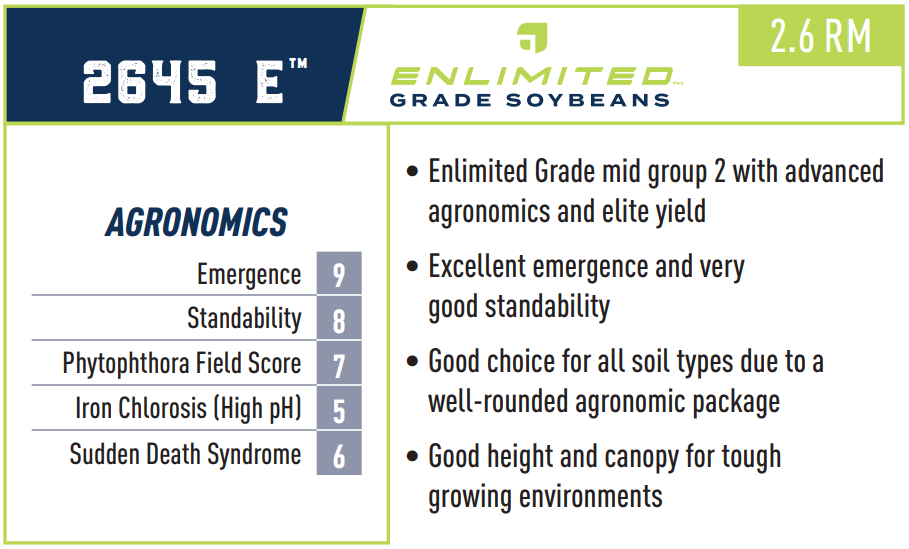 2645 E™
ENLIMITED™
GRADE SOYBEANS
2.6 RM
AGRONOMICS
Emergence 9
Standability 8
Phytophthora Field Score 7
Iron Chlorosis (High pH) 5
Sudden Death Syndrome 6
• Enlimited Grade mid group 2 with advanced
agronomics and elite yield
• Excellent emergence and very
good standability
• Good choice for all soil types due to a
well-rounded agronomic package
• Good height and canopy for tough
growing environments